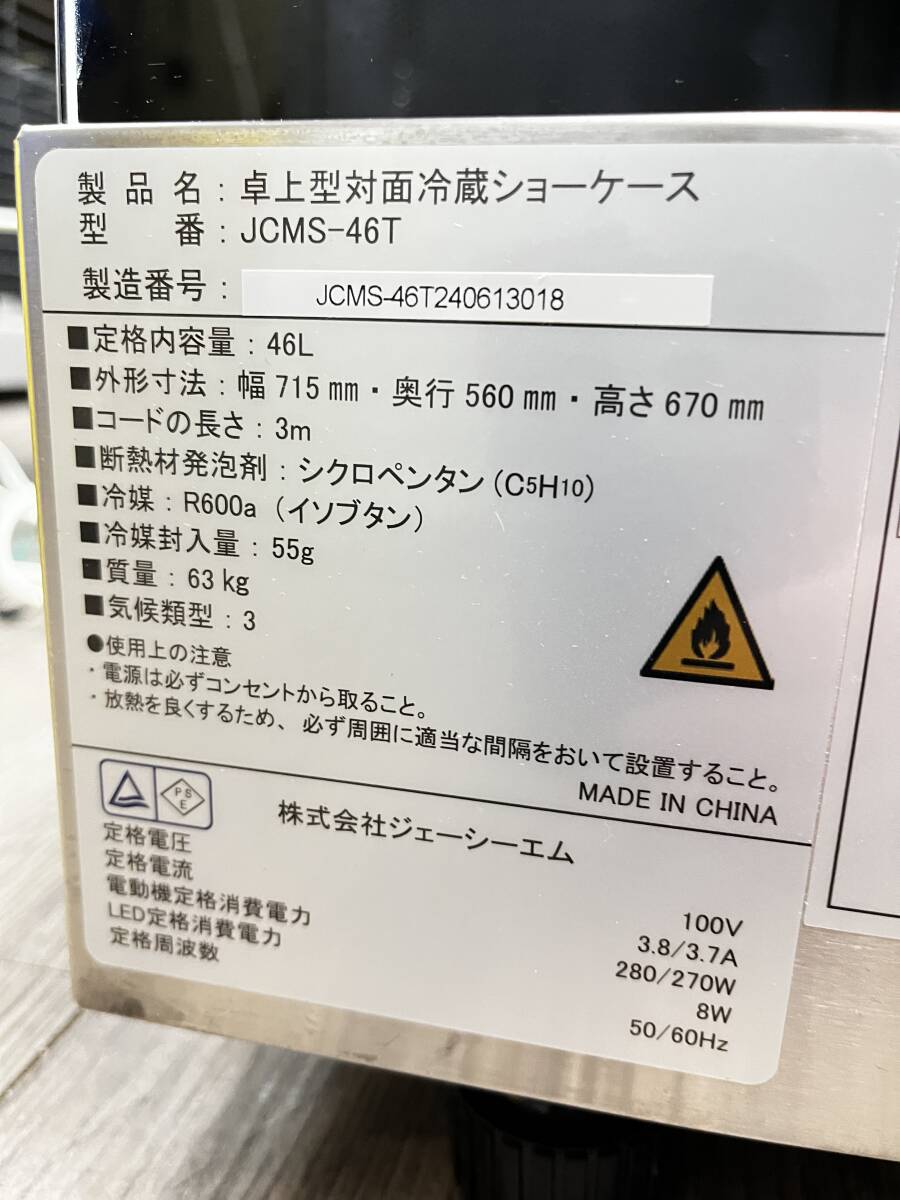 製品名：卓上型対面冷蔵ショーケース
型番：JCMS-46T
製造番号： JCMS-46T240613018
■定格内容量：46L
■外形寸法：幅 715 mm・奥行 560 mm・高さ 670 mm
■コードの長さ：3m
■断熱材発泡剤：シクロペンタン（C5H10）
■冷媒：R600a（イソブタン）
■冷媒封入量：55g
■質量：63 kg
■気候類型：3
●使用上の注意
・電源は必ずコンセントから取ること。
・放熱を良くするため、必ず周囲に適当な間隔をおいて設置すること。
MADE IN CHINA
PS
E
株式会社ジェーシーエム
定格電圧 100V
定格電流 3.8/3.7A
電動機定格消費電力 280/270W
LED定格消費電力 8W
定格周波数 50/60Hz